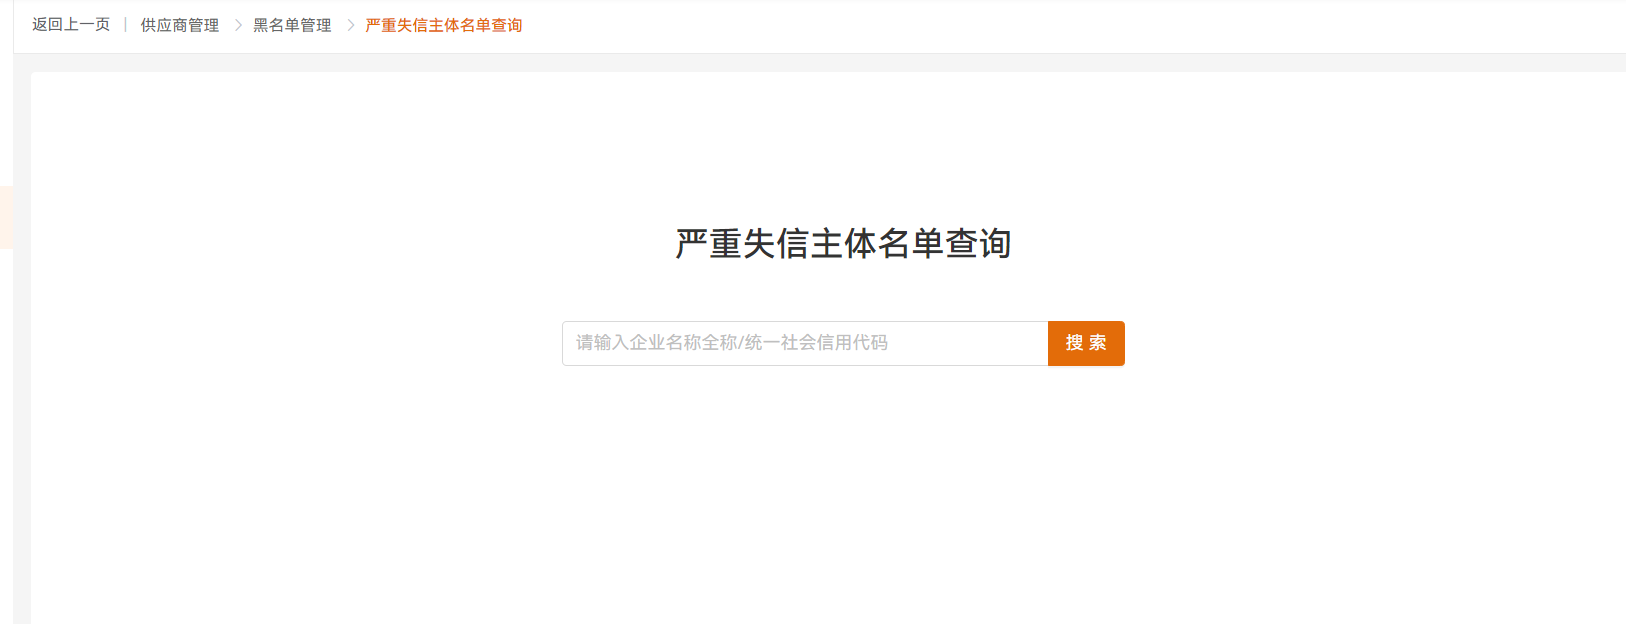 返回上一页 | 供应商管理 > 黑名单管理 > 严重失信主体名单查询
严重失信主体名单查询
请输入企业名称全称/统一社会信用代码 搜 索